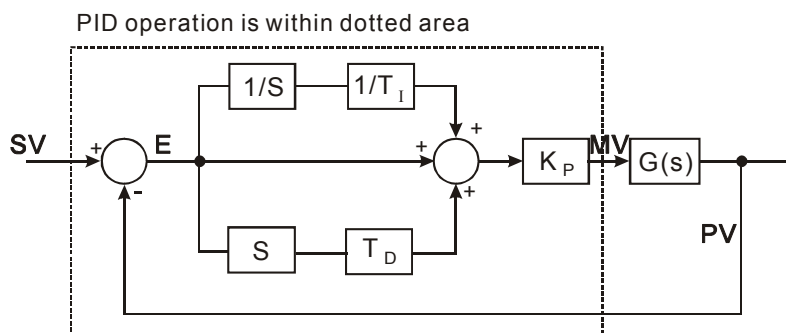 PID operation is within dotted area
1/S
1/T I
SV
+
E
+
+
K P
MV
G(s)
-
+
S
T D
PV